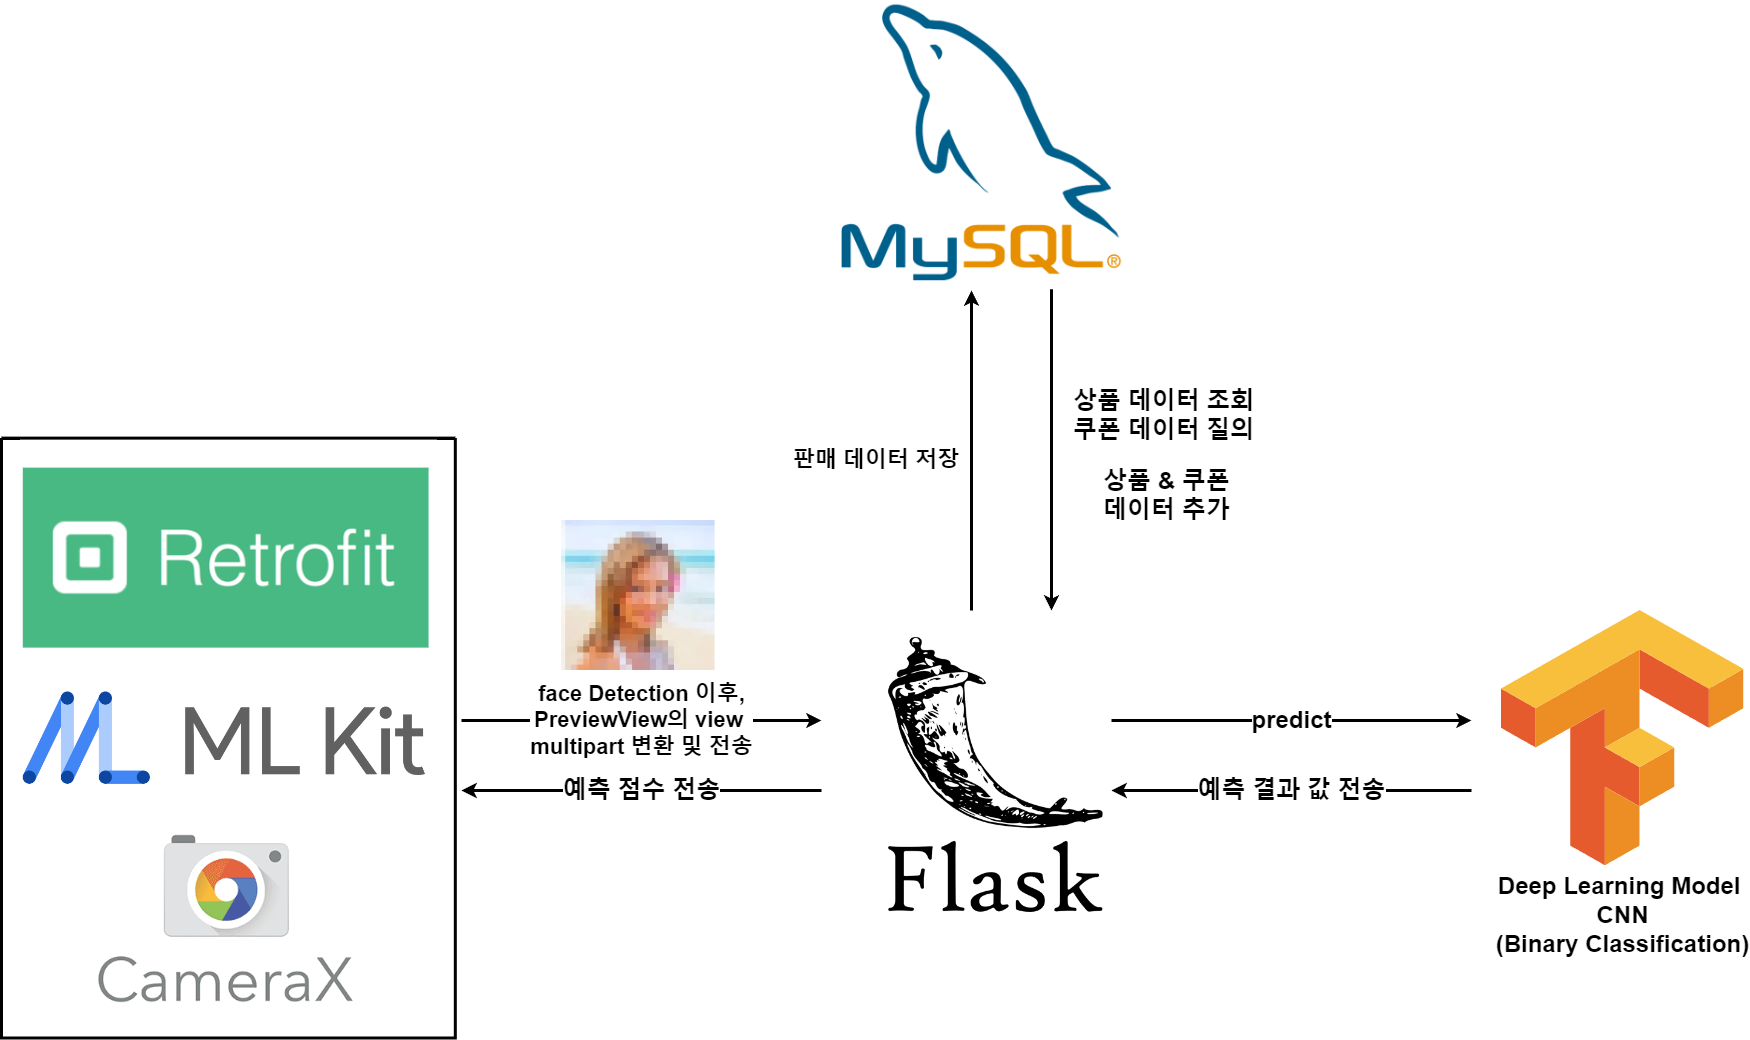 MySQL®
판매 데이터 저장
상품 데이터 조회
쿠폰 데이터 질의
상품 & 쿠폰
데이터 추가
Retrofit
ML Kit
CameraX
face Detection 이후,
PreviewView의 view
multipart 변환 및 전송
예측 점수 전송
Flask
predict
예측 결과 값 전송
Deep Learning Model
CNN
(Binary Classification)